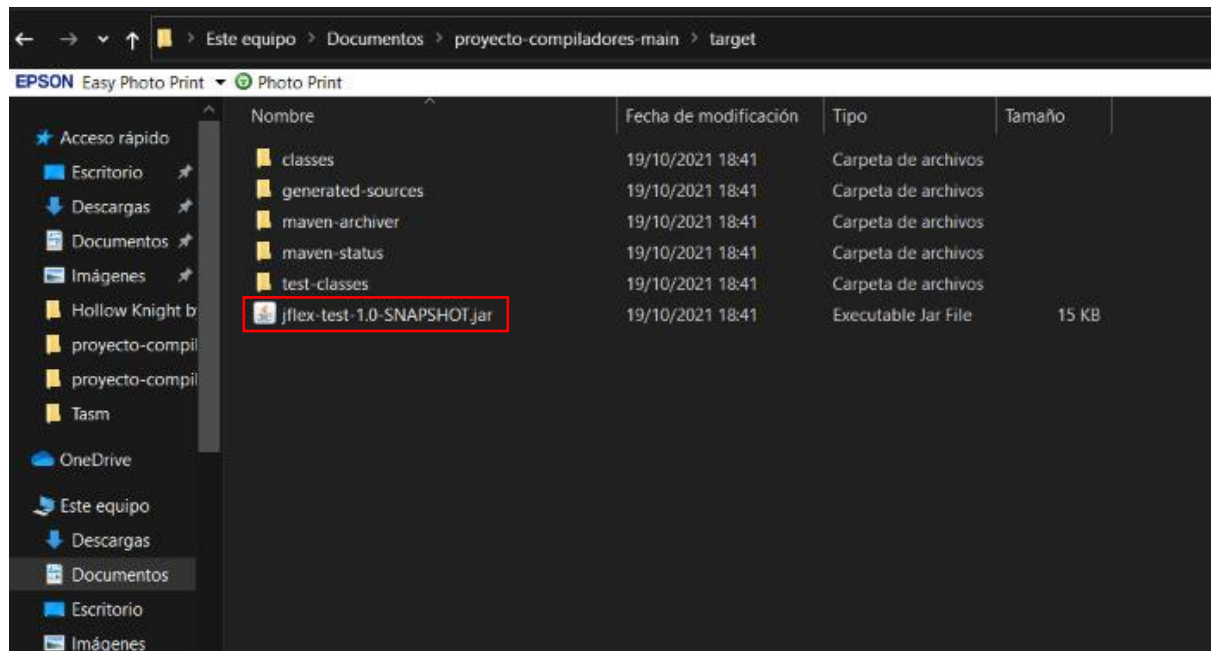 Este equipo > Documentos > proyecto-compiladores-main > target
EPSON Easy Photo Print Photo Print
Nombre Fecha de modificación Tipo Tamaño
Acceso rápido
Escritorio
Descargas
Documentos
Imágenes
Hollow Knight b
proyecto-compil
proyecto-compil
Tasm
OneDrive
Este equipo
Descargas
Documentos
Escritorio
Imágenes
classes 19/10/2021 18:41 Carpeta de archivos
generated-sources 19/10/2021 18:41 Carpeta de archivos
maven-archiver 19/10/2021 18:41 Carpeta de archivos
maven-status 19/10/2021 18:41 Carpeta de archivos
test-classes 19/10/2021 18:41 Carpeta de archivos
jflex-test-1.0-SNAPSHOT.jar 19/10/2021 18:41 Executable Jar File 15 KB